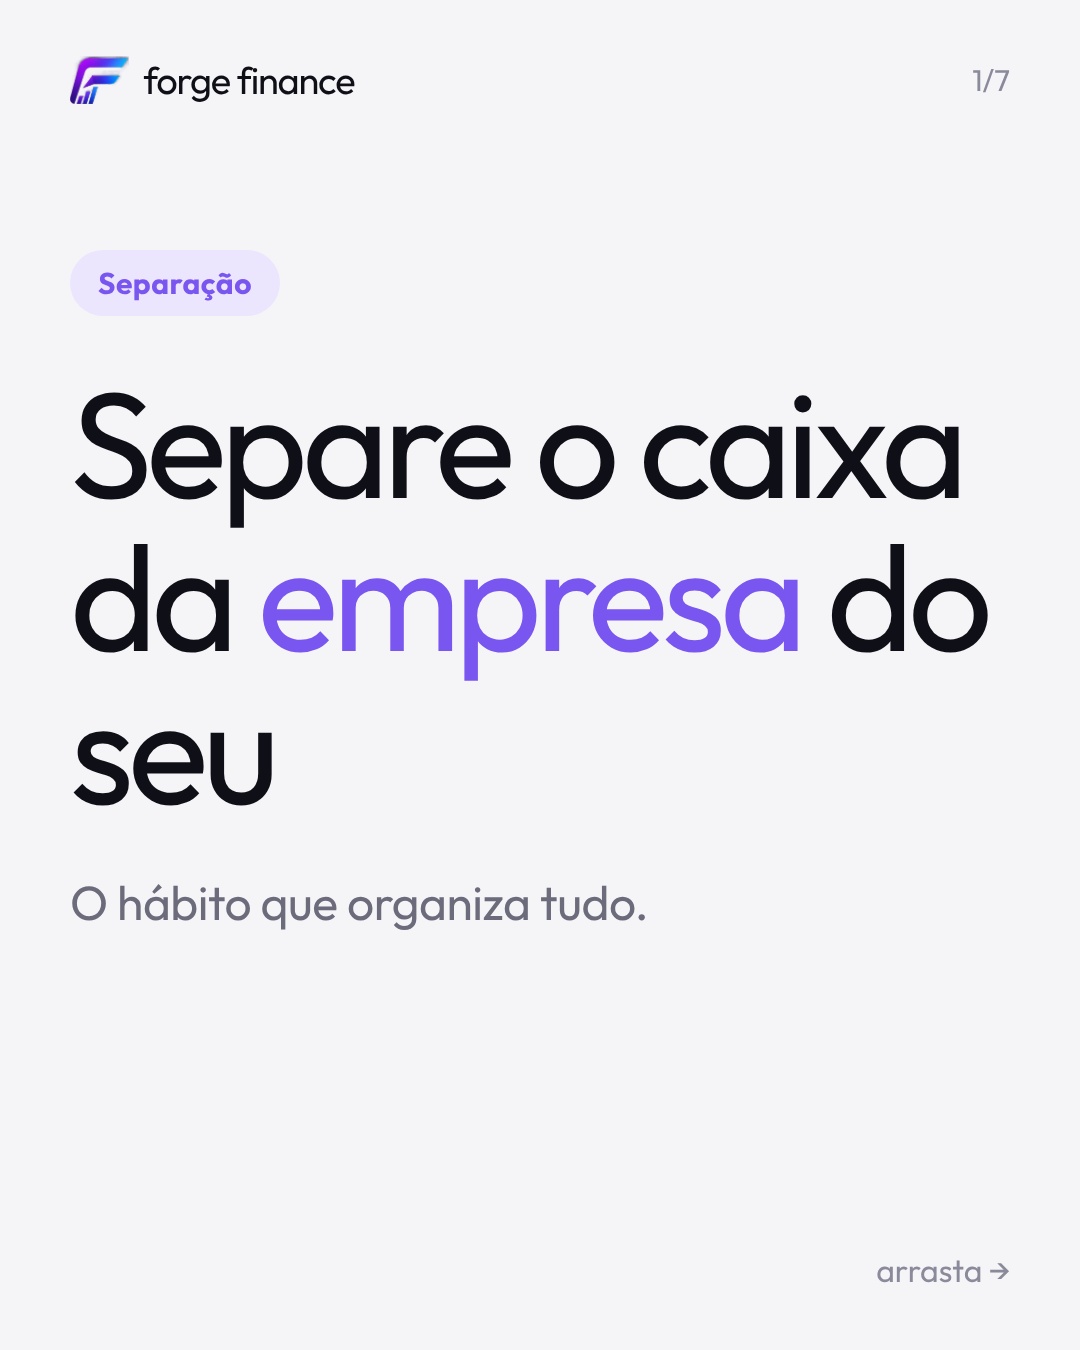 forge finance
1/7
Separação
Separe o caixa
da empresa do
seu
O hábito que organiza tudo.
arrasta →